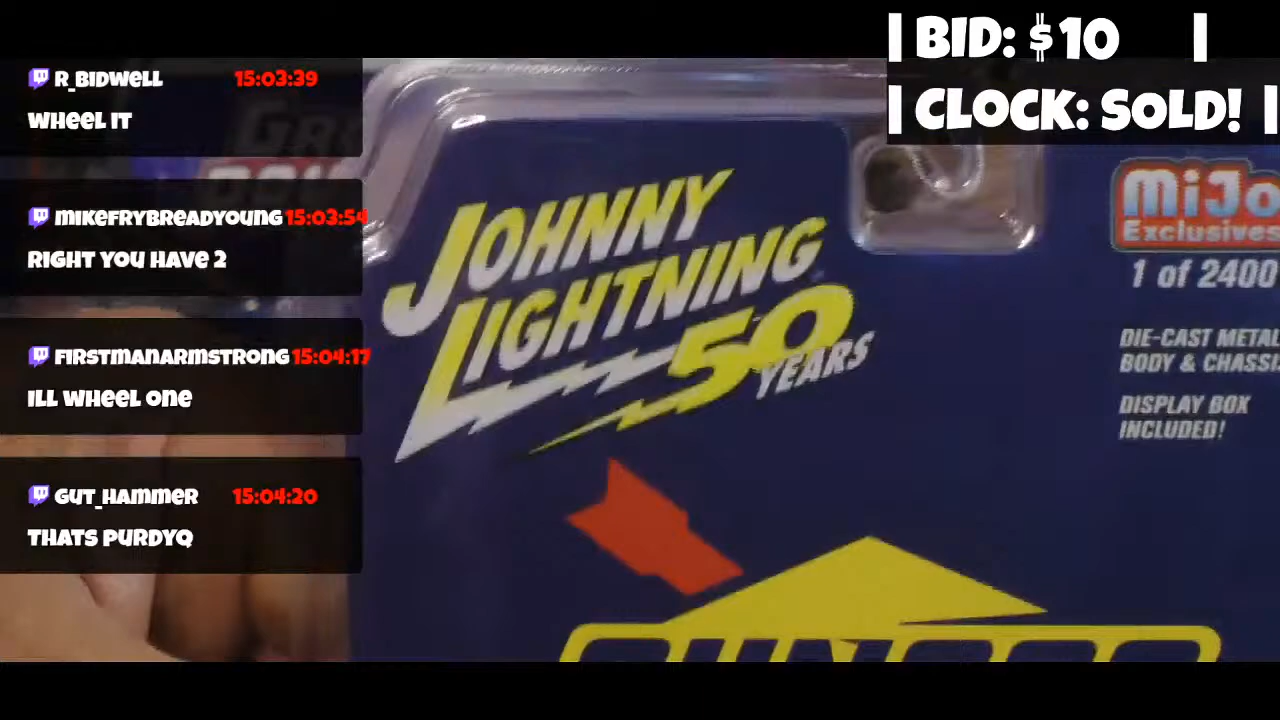 | BID: $10 |
| CLOCK: SOLD! |
R_BIDWELL 15:03:39
WHEEL IT
MIKEFRYBREADYOUNG 15:03:54
RIGHT YOU HAVE 2
FIRSTMANARMSTRONG 15:04:17
ILL WHEEL ONE
GUT_HAMMER 15:04:20
THATS PURDYQ
JOHNNY
LIGHTNING
50
YEARS
MiJo
Exclusives
1 of 2400
DIE-CAST METAL
BODY &
DISPLAY BOX
INCLUDED!